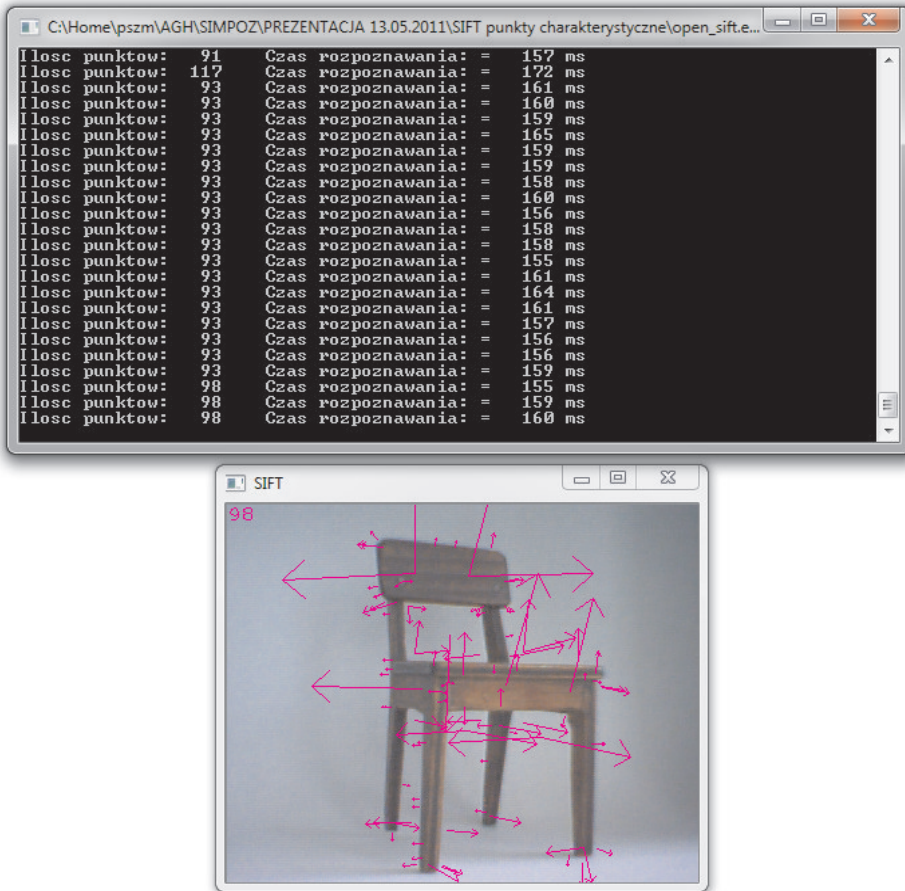 C:\Home\pszm\AGH\SIMPOZ\PREZENTACJA 13.05.2011\SIFT punkty charakterystyczne\open_sift.e...
Ilosc punktow: 91 Czas rozpoznawania: = 157 ms
Ilosc punktow: 117 Czas rozpoznawania: = 172 ms
Ilosc punktow: 93 Czas rozpoznawania: = 161 ms
Ilosc punktow: 93 Czas rozpoznawania: = 160 ms
Ilosc punktow: 93 Czas rozpoznawania: = 159 ms
Ilosc punktow: 93 Czas rozpoznawania: = 165 ms
Ilosc punktow: 93 Czas rozpoznawania: = 159 ms
Ilosc punktow: 93 Czas rozpoznawania: = 159 ms
Ilosc punktow: 93 Czas rozpoznawania: = 158 ms
Ilosc punktow: 93 Czas rozpoznawania: = 160 ms
Ilosc punktow: 93 Czas rozpoznawania: = 156 ms
Ilosc punktow: 93 Czas rozpoznawania: = 158 ms
Ilosc punktow: 93 Czas rozpoznawania: = 158 ms
Ilosc punktow: 93 Czas rozpoznawania: = 155 ms
Ilosc punktow: 93 Czas rozpoznawania: = 161 ms
Ilosc punktow: 93 Czas rozpoznawania: = 164 ms
Ilosc punktow: 93 Czas rozpoznawania: = 161 ms
Ilosc punktow: 93 Czas rozpoznawania: = 157 ms
Ilosc punktow: 93 Czas rozpoznawania: = 156 ms
Ilosc punktow: 93 Czas rozpoznawania: = 156 ms
Ilosc punktow: 93 Czas rozpoznawania: = 159 ms
Ilosc punktow: 98 Czas rozpoznawania: = 155 ms
Ilosc punktow: 98 Czas rozpoznawania: = 159 ms
Ilosc punktow: 98 Czas rozpoznawania: = 160 ms
SIFT
98